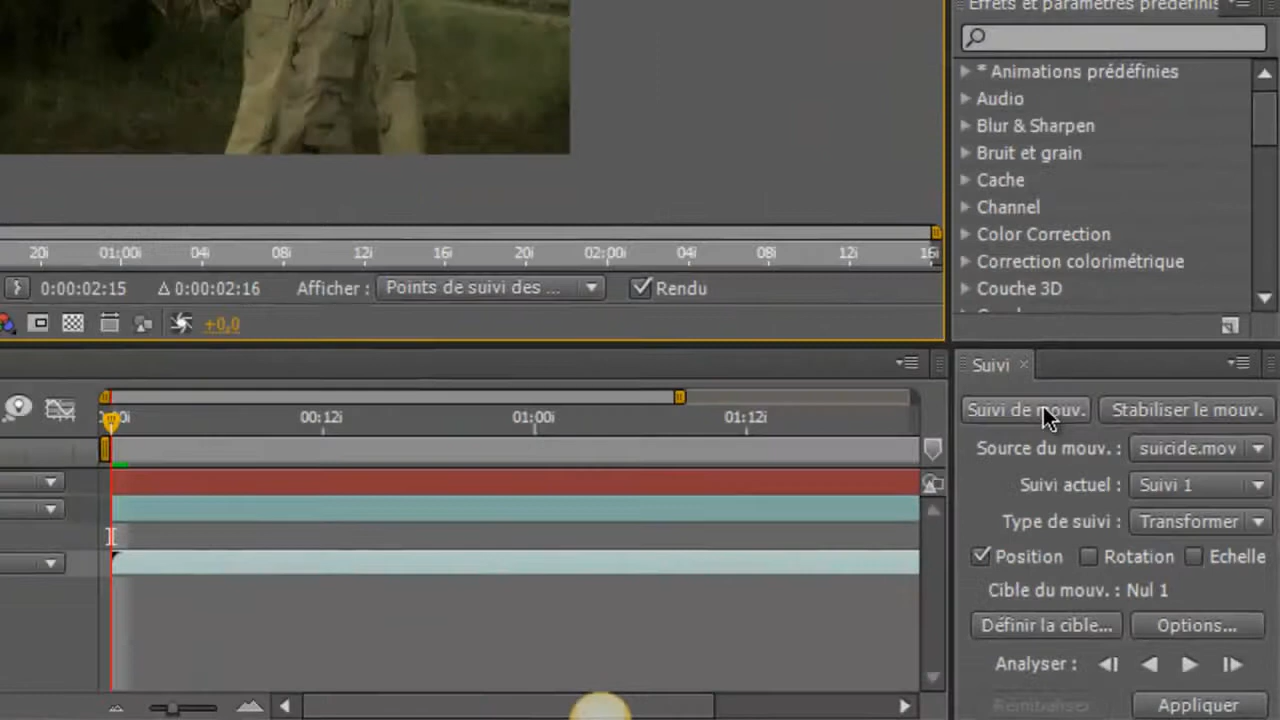 Effets et paramètres prédéfinis
* Animations prédéfinies
Audio
Blur & Sharpen
Bruit et grain
Cache
Channel
Color Correction
Correction colorimétrique
Couche 3D
20i 01:00i 04i 08i 12i 16i 20i 02:00i 04i 08i 12i 16i
0:00:02:15 Δ 0:00:02:16 Afficher : Points de suivi des ... Rendu
+0,0
Suivi
00:12i 01:00i 01:12i
Suivi de mouv. Stabiliser le mouv.
Source du mouv. : suicide.mov
Suivi actuel : Suivi 1
Type de suivi : Transformer
Position Rotation Echelle
Cible du mouv. : Nul 1
Définir la cible... Options...
Analyser :
Réinitialiser Appliquer